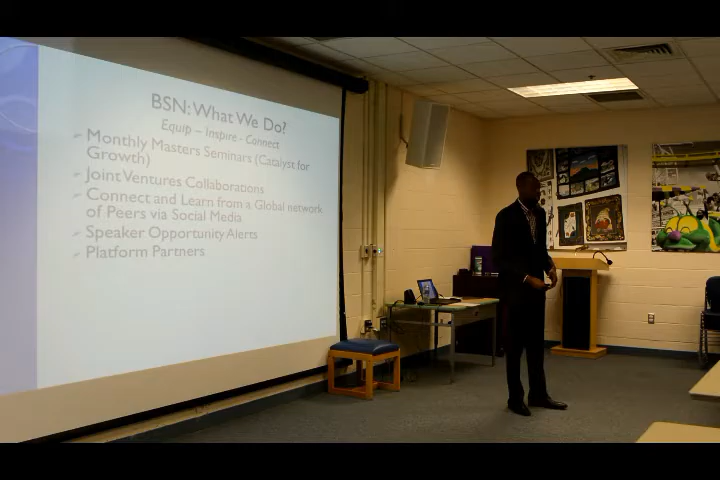 BSN: What We Do?
Equip – Inspire - Connect
Monthly Masters Seminars (Catalyst for
Growth)
Joint Ventures Collaborations
Connect and Learn from a Global network
of Peers via Social Media
Speaker Opportunity Alerts
Platform Partners